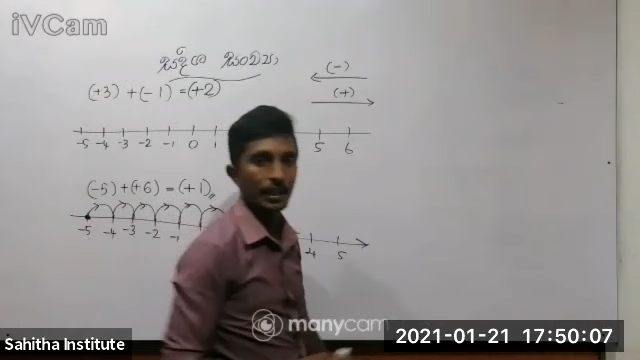 iVCam
සදිශ සංඛ්‍යා
(-)
(+3) + (-1) = (+2)
(+)
-5 -4 -3 -2 -1 0 1 5 6
(-5) + (+6) = (+1)
-5 -4 -3 -2 -1 4 5
manycam
Sahitha Institute
2021-01-21 17:50:07